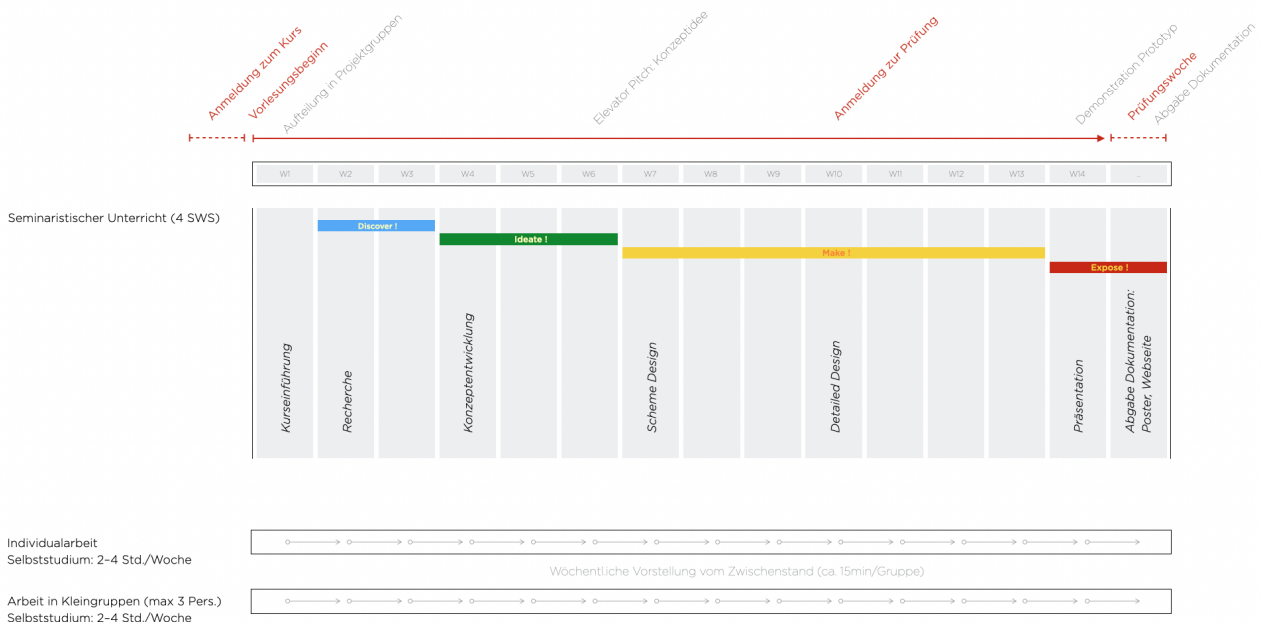 Anmeldung zum Kurs
Vorlesungsbeginn
Aufteilung in Projektgruppen
Elevator Pitch: Konzeptidee
Anmeldung zur Prüfung
Demonstration Prototyp
Prüfungswoche
Abgabe Dokumentation
W1
W2
W3
W4
W5
W6
W7
W8
W9
W10
W11
W12
W13
W14
...
Seminaristischer Unterricht (4 SWS)
Discover !
Ideate !
Make !
Expose !
Kurseinführung
Recherche
Konzeptentwicklung
Scheme Design
Detailed Design
Präsentation
Abgabe Dokumentation:
Poster, Webseite
Individualarbeit
Selbststudium: 2–4 Std./Woche
Wöchentliche Vorstellung vom Zwischenstand (ca. 15min/Gruppe)
Arbeit in Kleingruppen (max 3 Pers.)
Selbststudium: 2–4 Std./Woche